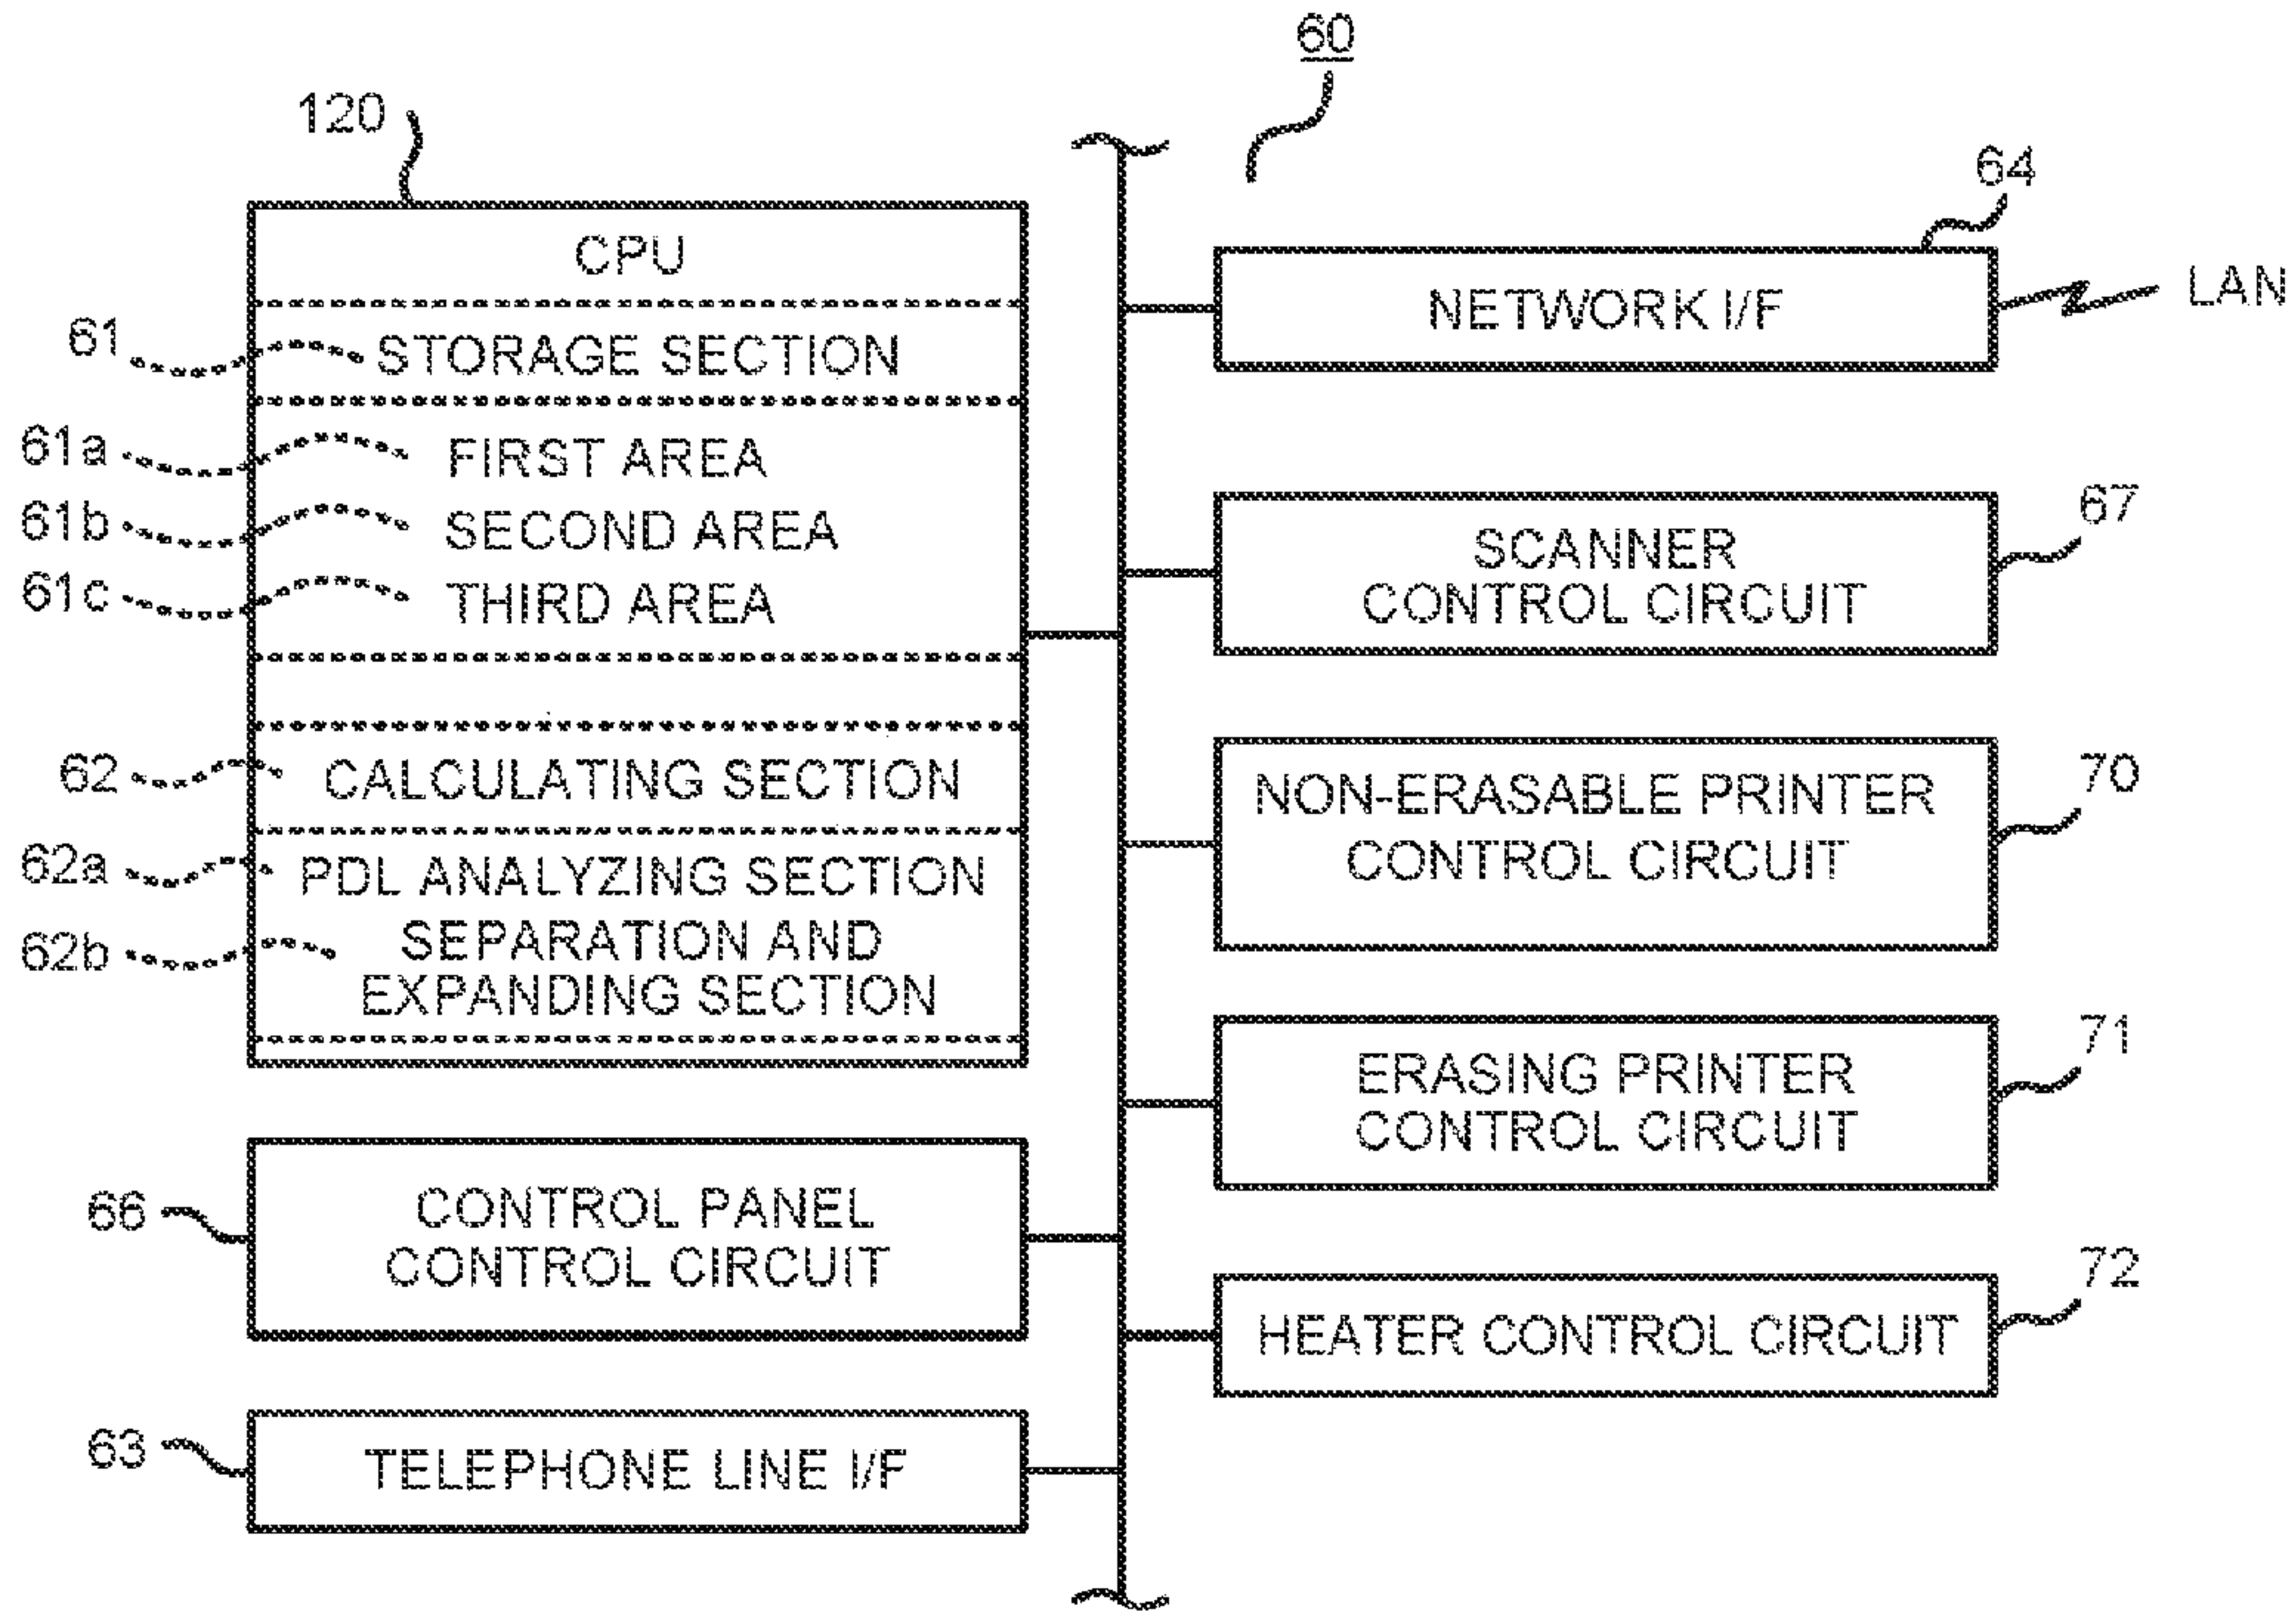 60
120
CPU
61
STORAGE SECTION
61a
FIRST AREA
61b
SECOND AREA
61c
THIRD AREA
62
CALCULATING SECTION
62a
PDL ANALYZING SECTION
62b
SEPARATION AND
EXPANDING SECTION
66
CONTROL PANEL
CONTROL CIRCUIT
63
TELEPHONE LINE I/F
64
NETWORK I/F
LAN
67
SCANNER
CONTROL CIRCUIT
70
NON-ERASABLE PRINTER
CONTROL CIRCUIT
71
ERASING PRINTER
CONTROL CIRCUIT
72
HEATER CONTROL CIRCUIT